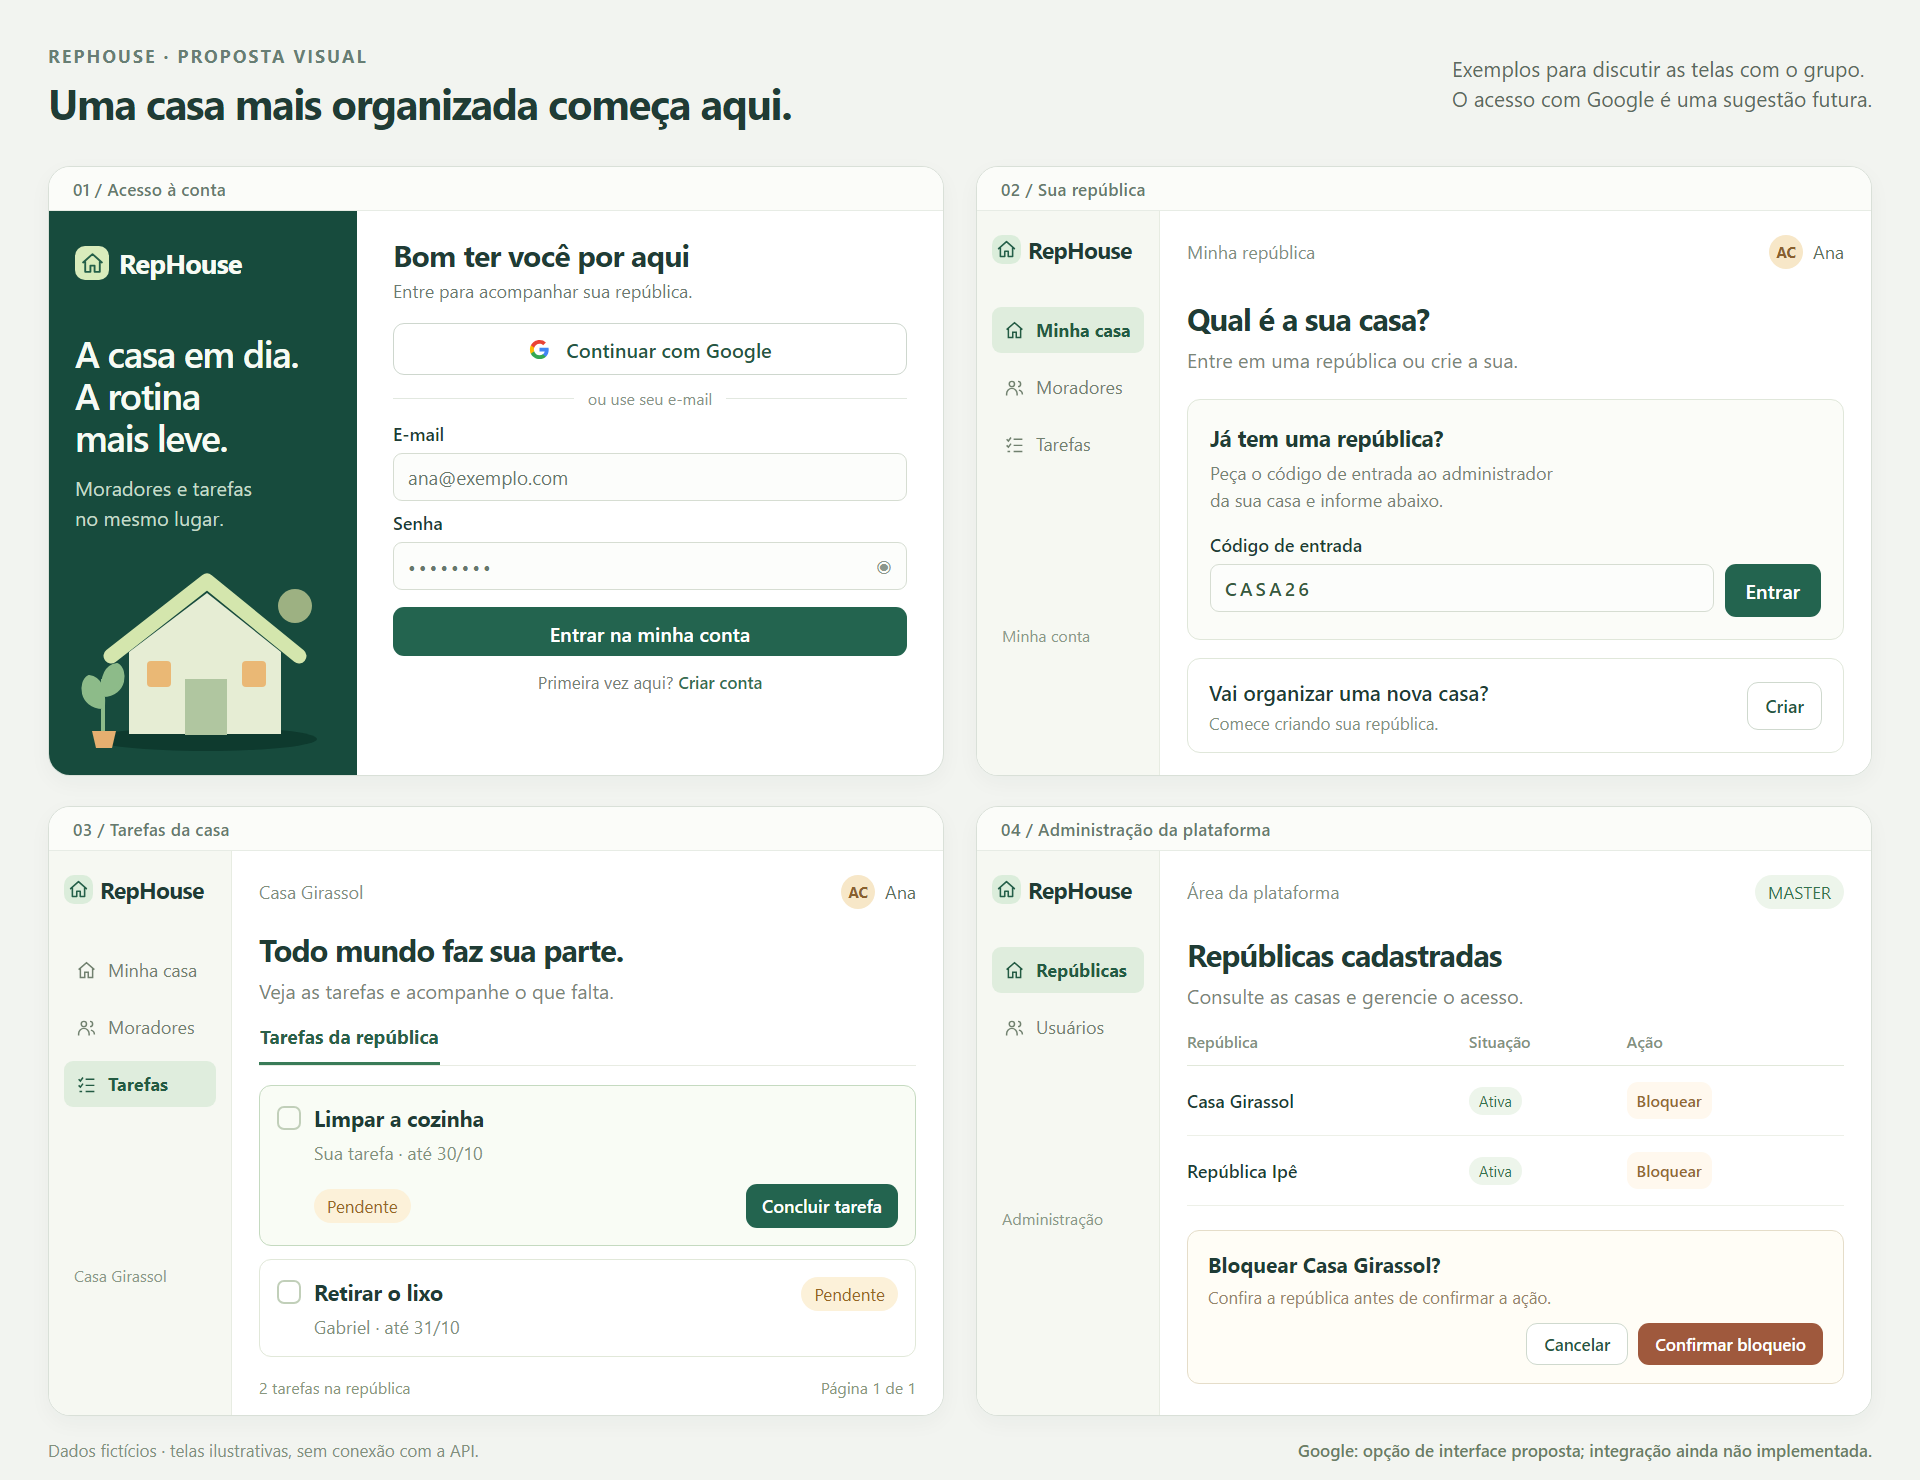 REPHOUSE · PROPOSTA VISUAL
Uma casa mais organizada começa aqui.
Exemplos para discutir as telas com o grupo.
O acesso com Google é uma sugestão futura.
01 / Acesso à conta
RepHouse
A casa em dia.
A rotina
mais leve.
Moradores e tarefas
no mesmo lugar.
Bom ter você por aqui
Entre para acompanhar sua república.
Continuar com Google
ou use seu e-mail
E-mail
ana@exemplo.com
Senha
••••••••
Entrar na minha conta
Primeira vez aqui? Criar conta
02 / Sua república
RepHouse
Minha casa
Moradores
Tarefas
Minha conta
Minha república
AC Ana
Qual é a sua casa?
Entre em uma república ou crie a sua.
Já tem uma república?
Peça o código de entrada ao administrador
da sua casa e informe abaixo.
Código de entrada
CASA26
Entrar
Vai organizar uma nova casa?
Comece criando sua república.
Criar
03 / Tarefas da casa
RepHouse
Minha casa
Moradores
Tarefas
Casa Girassol
Casa Girassol
AC Ana
Todo mundo faz sua parte.
Veja as tarefas e acompanhe o que falta.
Tarefas da república
Limpar a cozinha
Sua tarefa · até 30/10
Pendente
Concluir tarefa
Retirar o lixo
Gabriel · até 31/10
Pendente
2 tarefas na república
Página 1 de 1
04 / Administração da plataforma
RepHouse
Repúblicas
Usuários
Administração
Área da plataforma
MASTER
Repúblicas cadastradas
Consulte as casas e gerencie o acesso.
República Situação Ação
Casa Girassol Ativa Bloquear
República Ipê Ativa Bloquear
Bloquear Casa Girassol?
Confira a república antes de confirmar a ação.
Cancelar
Confirmar bloqueio
Dados fictícios · telas ilustrativas, sem conexão com a API.
Google: opção de interface proposta; integração ainda não implementada.